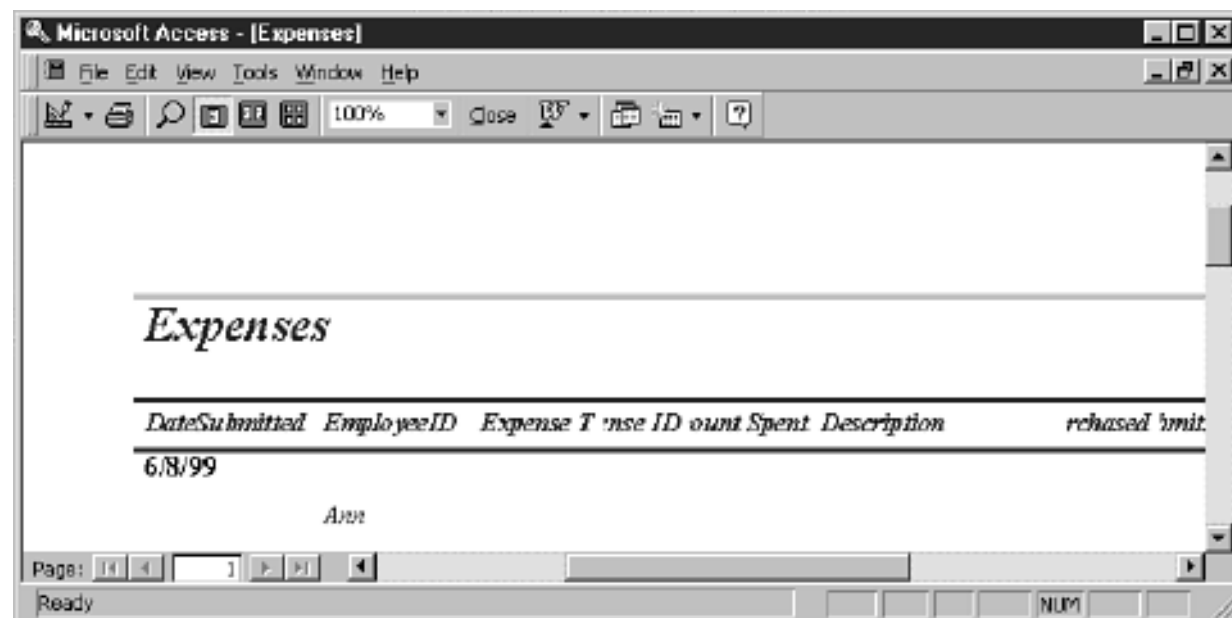 Microsoft Access - [Expenses]
File Edit View Tools Window Help
100% Close
Expenses
DateSubmitted EmployeeID Expense T nse ID ount Spent Description rchased bmit
6/8/99
Ann
Page: 1
Ready NUM